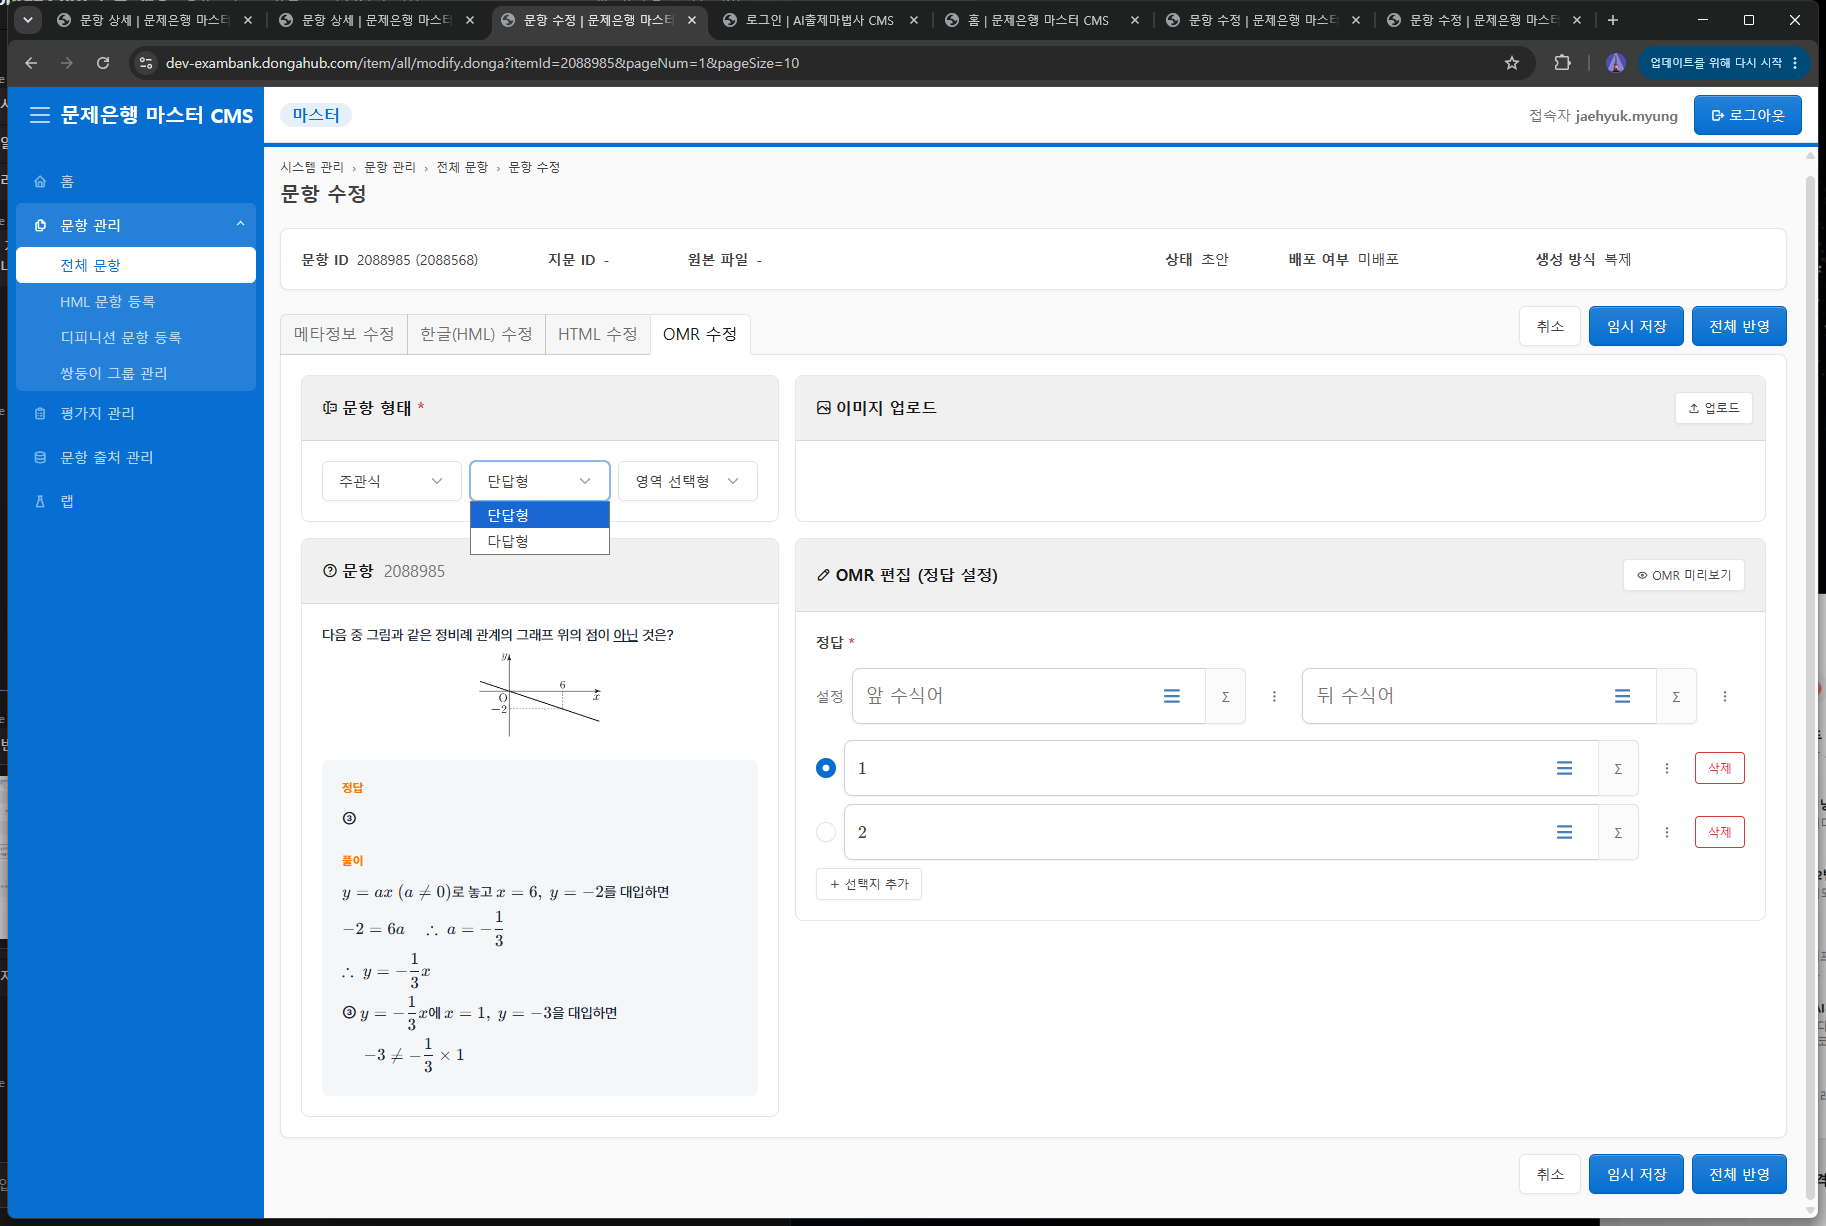 문항 상세 | 문제은행 마스터
문항 상세 | 문제은행 마스터
문항 수정 | 문제은행 마스터
로그인 | AI출제마법사 CMS
홈 | 문제은행 마스터 CMS
문항 수정 | 문제은행 마스터
문항 수정 | 문제은행 마스터
dev-exambank.dongahub.com/item/all/modify.donga?itemId=2088985&pageNum=1&pageSize=10
업데이트를 위해 다시 시작
문제은행 마스터 CMS
홈
문항 관리
전체 문항
HML 문항 등록
디피니션 문항 등록
쌍둥이 그룹 관리
평가지 관리
문항 출처 관리
랩
마스터
접속자 jaehyuk.myung
로그아웃
시스템 관리 › 문항 관리 › 전체 문항 › 문항 수정
문항 수정
문항 ID 2088985 (2088568) 지문 ID - 원본 파일 - 상태 초안 배포 여부 미배포 생성 방식 복제
메타정보 수정 한글(HML) 수정 HTML 수정 OMR 수정
취소 임시 저장 전체 반영
문항 형태 *
주관식 단답형 영역 선택형
단답형
다답형
이미지 업로드
업로드
문항 2088985
다음 중 그림과 같은 정비례 관계의 그래프 위의 점이 아닌 것은?
y
6
O
x
−2
정답
③
풀이
y = ax (a ≠ 0)로 놓고 x = 6, y = −2를 대입하면
−2 = 6a ∴ a = −1/3
∴ y = −1/3x
③ y = −1/3x에 x = 1, y = −3을 대입하면
−3 ≠ −1/3 × 1
OMR 편집 (정답 설정)
OMR 미리보기
정답 *
설정 앞 수식어 Σ 뒤 수식어 Σ
1 Σ 삭제
2 Σ 삭제
+ 선택지 추가
취소 임시 저장 전체 반영